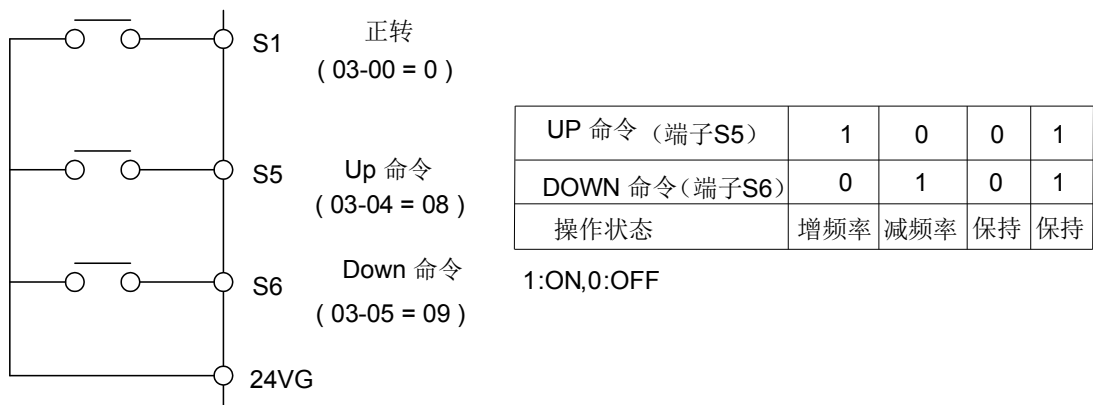 S1
正转
( 03-00 = 0 )
S5
Up 命令
( 03-04 = 08 )
S6
Down 命令
( 03-05 = 09 )
24VG
UP 命令（端子S5） 1 0 0 1
DOWN 命令（端子S6） 0 1 0 1
操作状态 增频率 减频率 保持 保持
1:ON,0:OFF